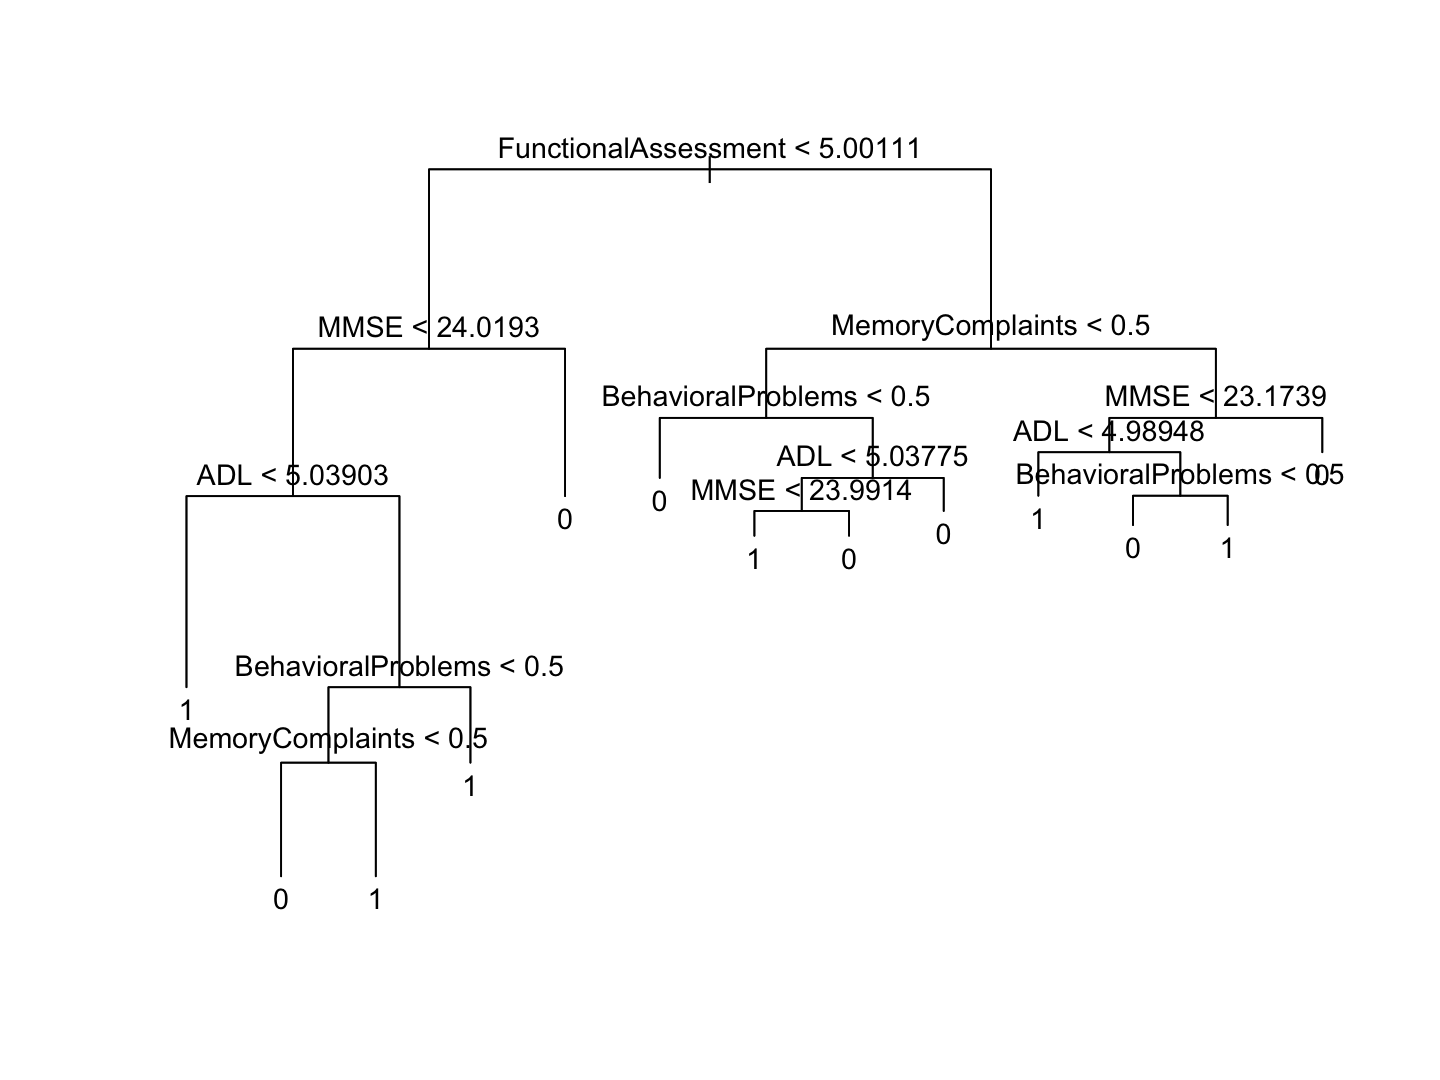 FunctionalAssessment < 5.00111
MMSE < 24.0193
MemoryComplaints < 0.5
BehavioralProblems < 0.5
MMSE < 23.1739
ADL < 4.98948
ADL < 5.03775
ADL < 5.03903
BehavioralProblems < 0.5
0
MMSE < 23.9914
0
0
1
0
1
0
1
0
1
BehavioralProblems < 0.5
1
MemoryComplaints < 0.5
1
0
1